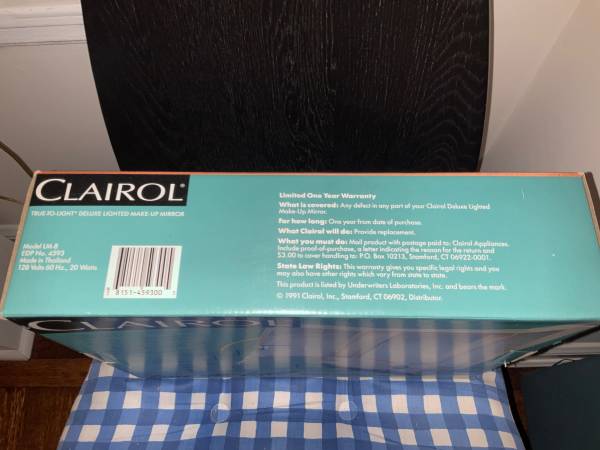 CLAIROL®
TRUE-TO-LIGHT® DELUXE LIGHTED MAKE-UP MIRROR
Model LM-8
EDP No. 4593
Made in Thailand
120 Volts 60 Hz., 20 Watts
8151-459300
Limited One Year Warranty
What is covered: Any defect in any part of your Clairol Deluxe Lighted
Make-Up Mirror.
For how long: One year from date of purchase.
What Clairol will do: Provide replacement.
What you must do: Mail product with postage paid to: Clairol Appliances.
Include proof-of-purchase, a letter indicating the reason for the return and
$3.00 to cover handling to: P.O. Box 10213, Stamford, CT 06922-0001.
State Law Rights: This warranty gives you specific legal rights and you
may also have other rights which vary from state to state.
This product is listed by Underwriters Laboratories, Inc. and bears the mark.
© 1991 Clairol, Inc., Stamford, CT 06902, Distributor.
CLAIROL